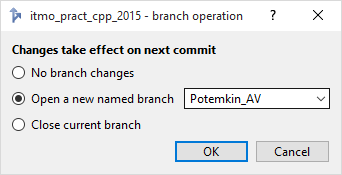 itmo_pract_cpp_2015 - branch operation
Changes take effect on next commit
No branch changes
Open a new named branch Potemkin_AV
Close current branch
OK Cancel